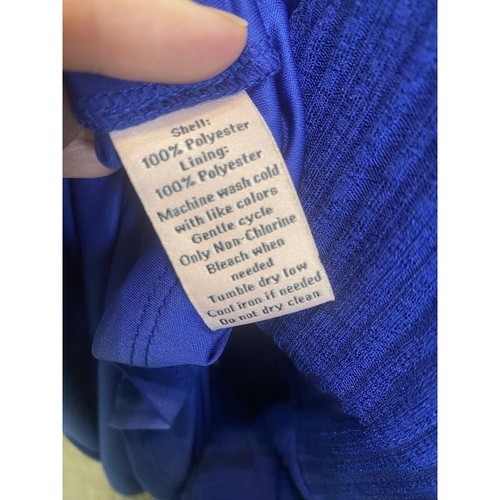 Shell:
100% Polyester
Lining:
100% Polyester
Machine wash cold
with like colors
Gentle cycle
Only Non-Chlorine
Bleach when
needed
Tumble dry low
Cool iron if needed
Do not dry clean